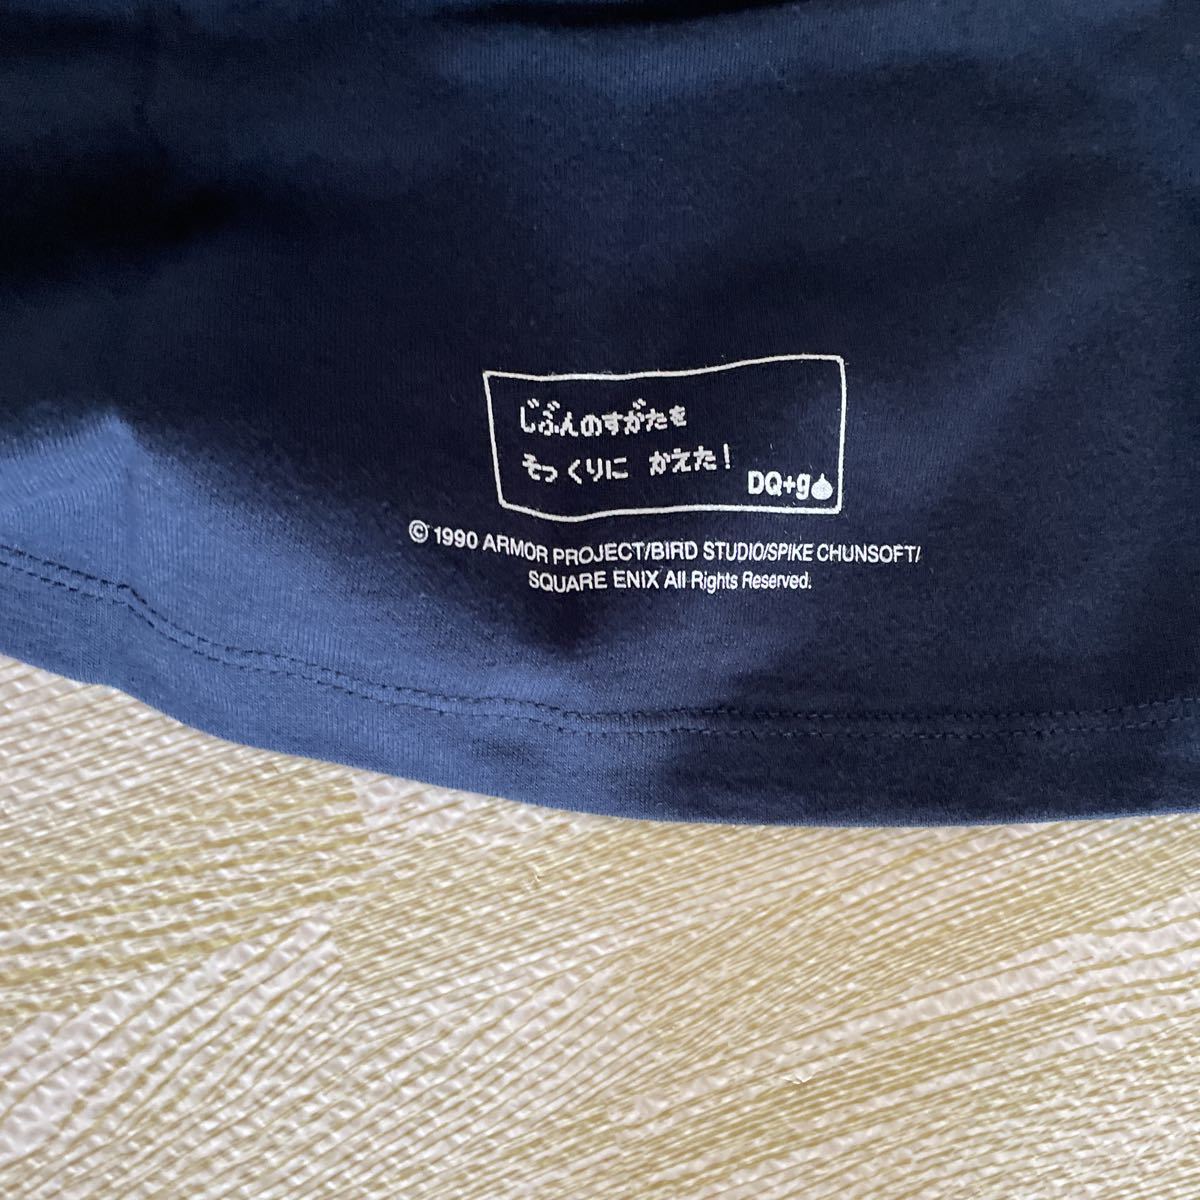 じぶんのすがたを
そっくりに かえた!
DQ+g
© 1990 ARMOR PROJECT/BIRD STUDIO/SPIKE CHUNSOFT/
SQUARE ENIX All Rights Reserved.